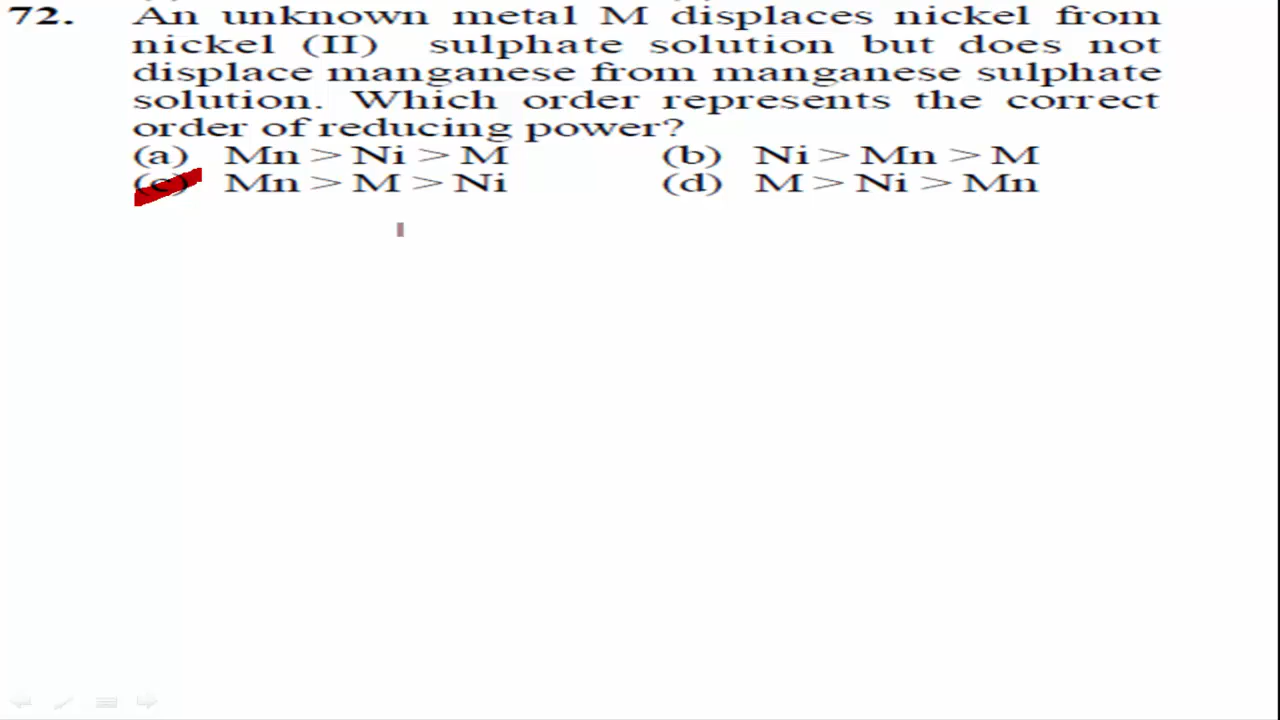 72. An unknown metal M displaces nickel from
nickel (II) sulphate solution but does not
displace manganese from manganese sulphate
solution. Which order represents the correct
order of reducing power?
(a) Mn > Ni > M (b) Ni > Mn > M
(c) Mn > M > Ni (d) M > Ni > Mn